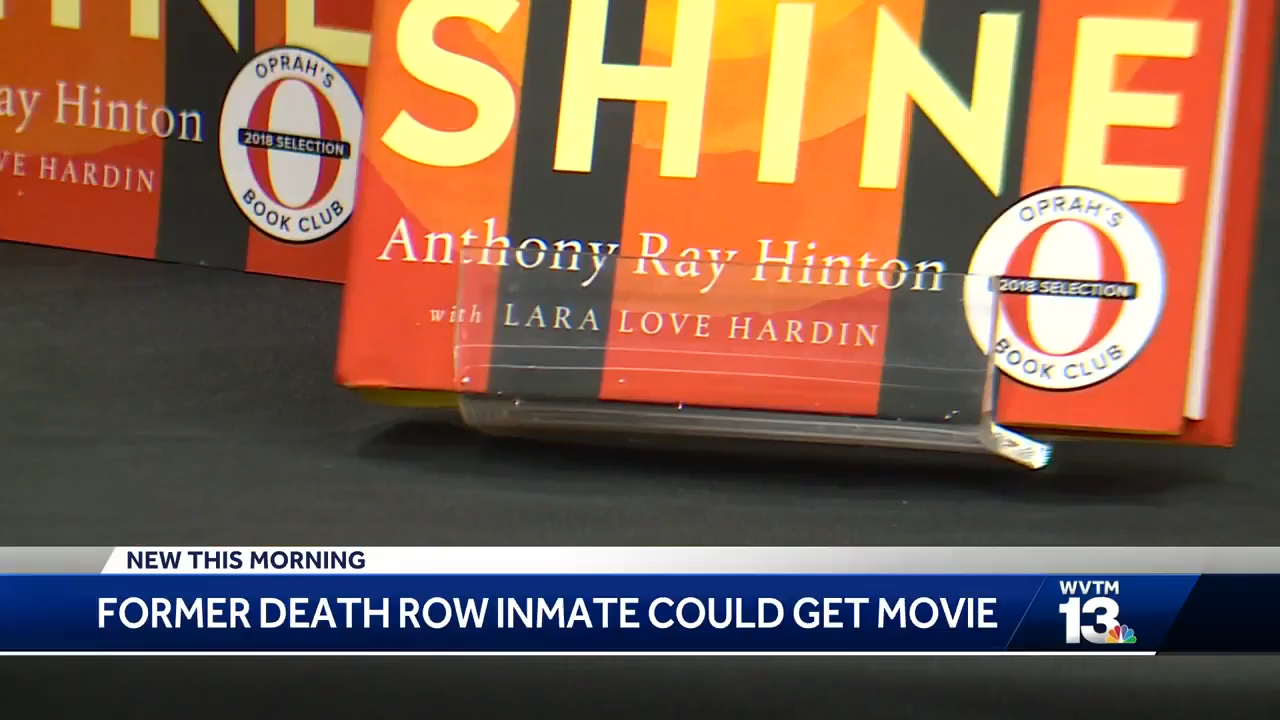 INE
ay Hinton
VE HARDIN
OPRAH'S
2018 SELECTION
BOOK CLUB
SHINE
Anthony Ray Hinton
with LARA LOVE HARDIN
OPRAH'S
2018 SELECTION
BOOK CLUB
NEW THIS MORNING
FORMER DEATH ROW INMATE COULD GET MOVIE
WVTM
13